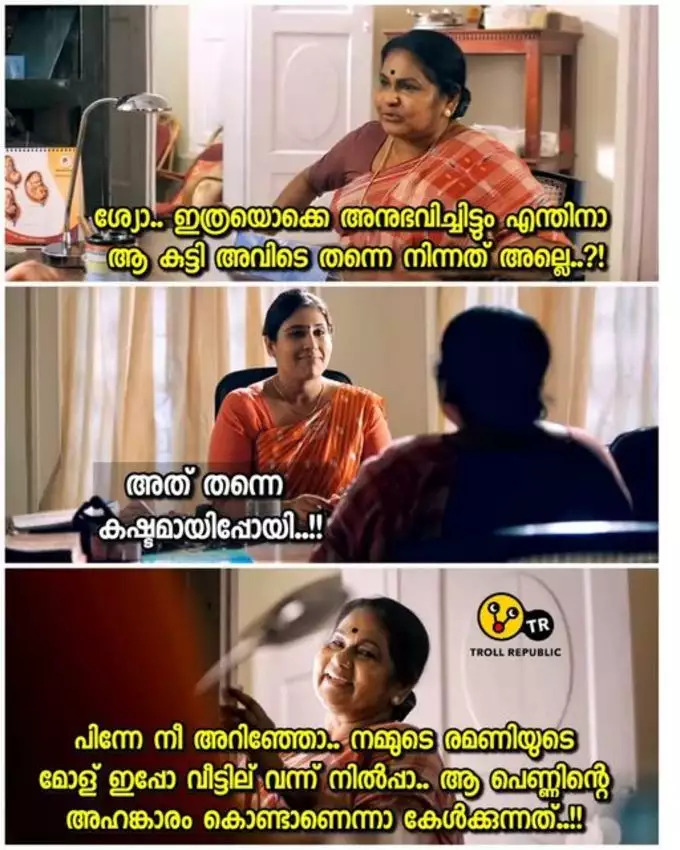 ശ്യോ.. ഇത്രയൊക്കെ അനുഭവിച്ചിട്ടും എന്തിനാ
ആ കുട്ടി അവിടെ തന്നെ നിന്നത് അല്ലെ..?!
അത് തന്നെ
കഷ്ടമായിപ്പോയി..!!
TR
TROLL REPUBLIC
പിന്നേ നീ അറിഞ്ഞോ.. നമ്മുടെ രമണിയുടെ
മോള് ഇപ്പോ വീട്ടില് വന്ന് നിൽപ്പാ.. ആ പെണ്ണിന്റെ
അഹങ്കാരം കൊണ്ടാണെന്നാ കേൾക്കുന്നത്..!!